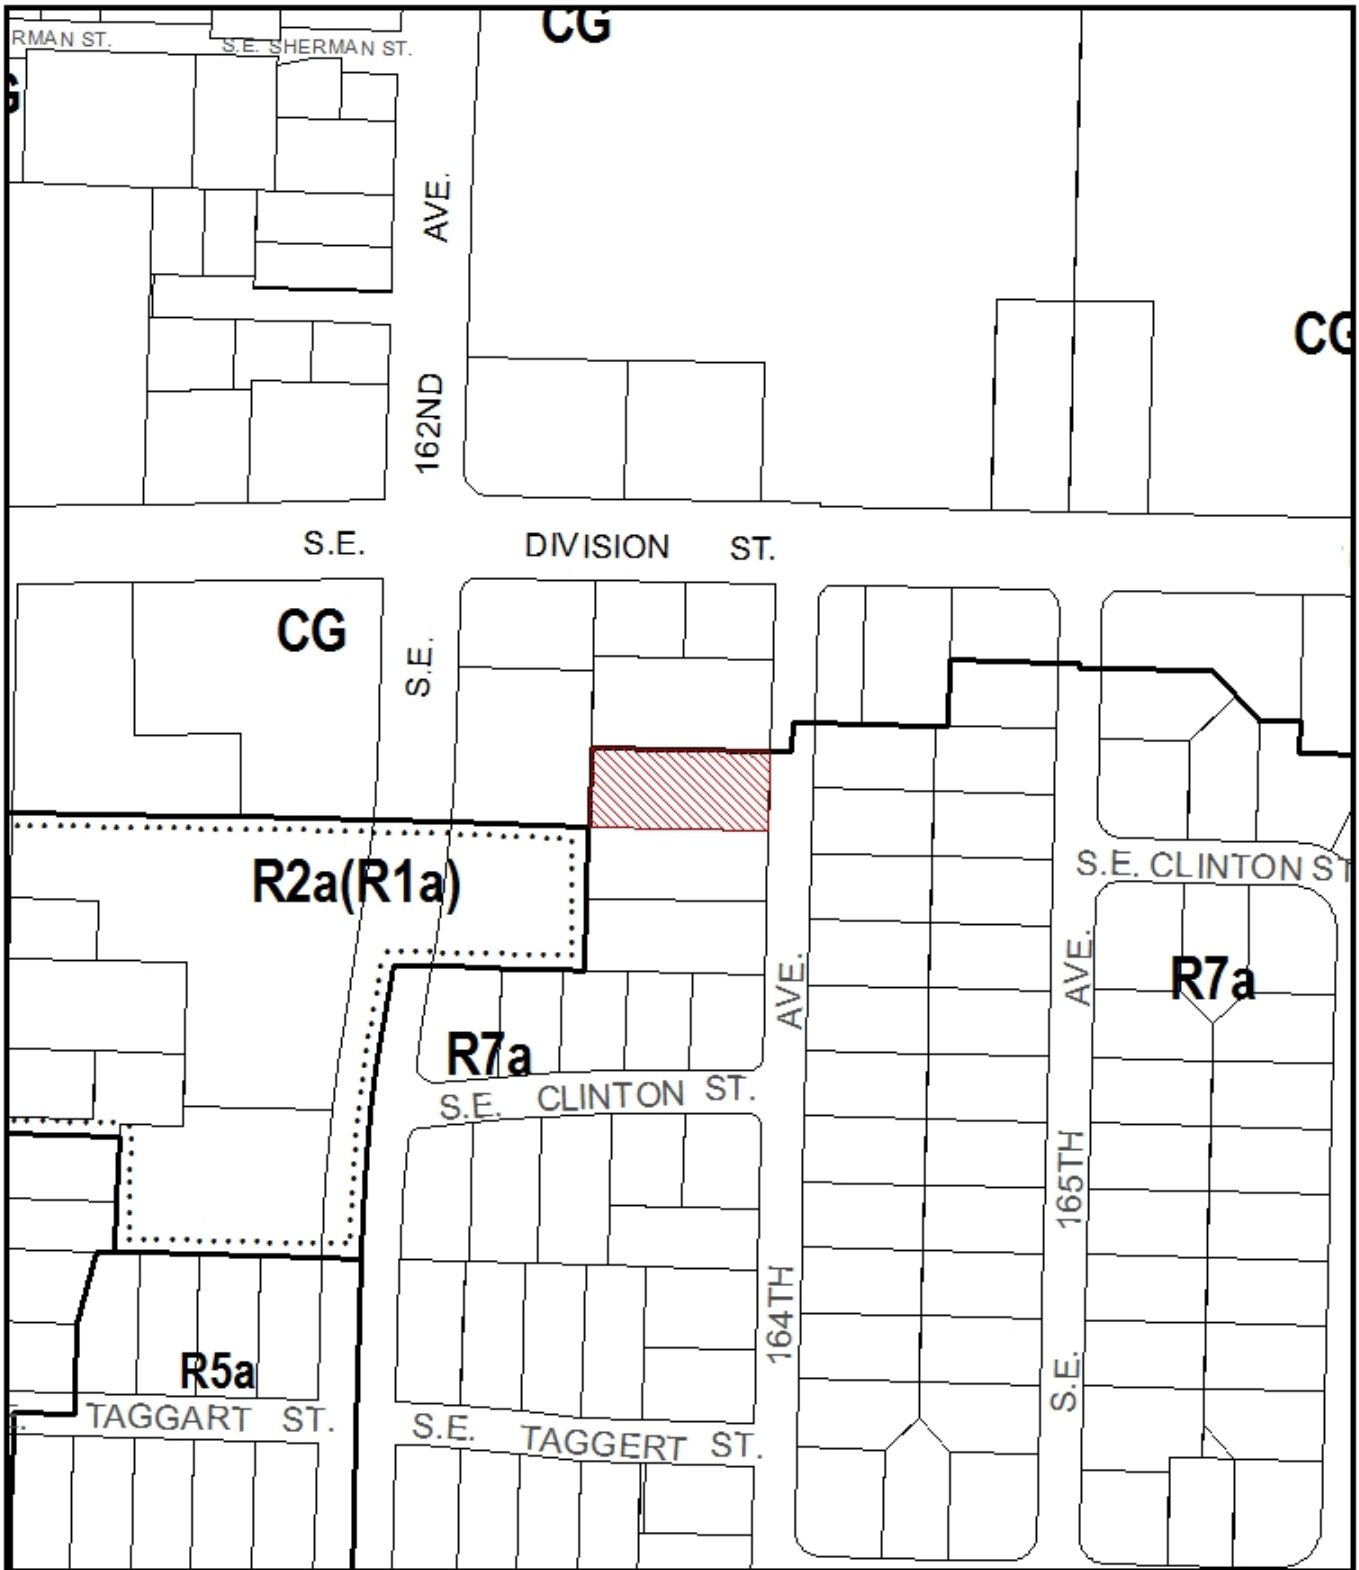 CG
RMAN ST.
S.E. SHERMAN ST.
G
AVE.
CG
162ND
S.E. DIVISION ST.
CG
S.E.
R2a(R1a)
S.E. CLINTON ST
AVE.
AVE.
R7a
R7a
S.E. CLINTON ST.
165TH
164TH
R5a
S.E.
TAGGART ST.
S.E. TAGGERT ST.